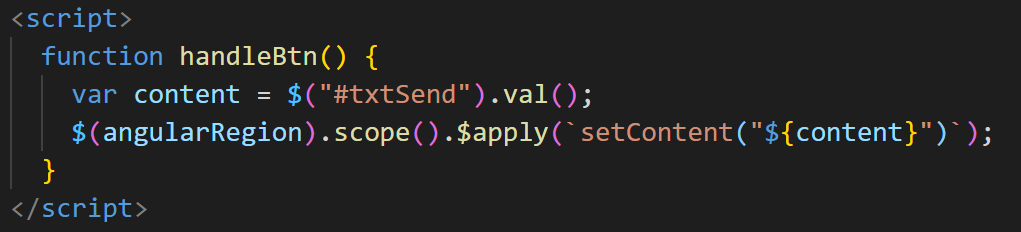 <script>
function handleBtn() {
var content = $("#txtSend").val();
$(angularRegion).scope().$apply(`setContent("${content}")`);
}
</script>